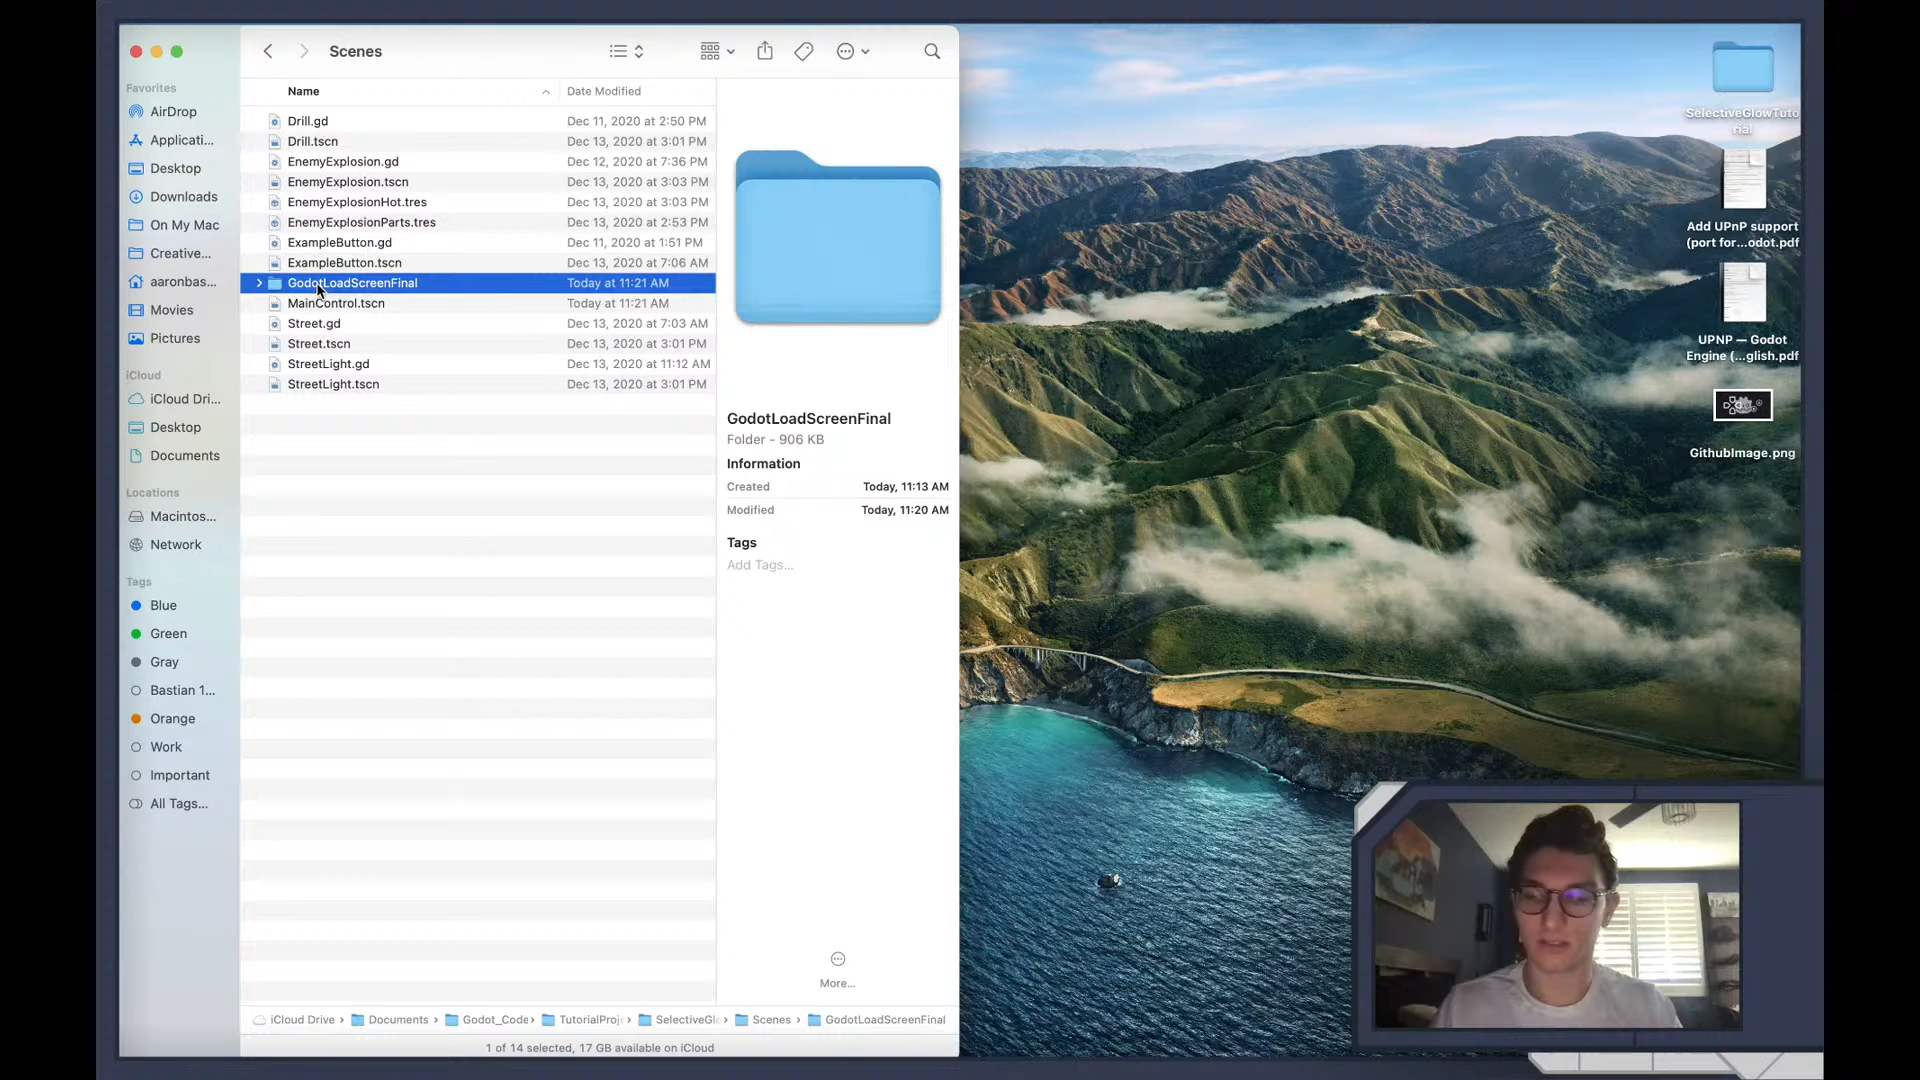 Scenes
Favorites
AirDrop
Applicati...
Desktop
Downloads
On My Mac
Creative...
aaronbas...
Movies
Pictures
iCloud
iCloud Dri...
Desktop
Documents
Locations
Macintos...
Network
Tags
Blue
Green
Gray
Bastian 1...
Orange
Work
Important
All Tags...
Name Date Modified
Drill.gd Dec 11, 2020 at 2:50 PM
Drill.tscn Dec 13, 2020 at 3:01 PM
EnemyExplosion.gd Dec 12, 2020 at 7:36 PM
EnemyExplosion.tscn Dec 13, 2020 at 3:03 PM
EnemyExplosionHot.tres Dec 13, 2020 at 3:03 PM
EnemyExplosionParts.tres Dec 13, 2020 at 2:53 PM
ExampleButton.gd Dec 11, 2020 at 1:51 PM
ExampleButton.tscn Dec 13, 2020 at 7:06 AM
GodotLoadScreenFinal Today at 11:21 AM
MainControl.tscn Today at 11:21 AM
Street.gd Dec 13, 2020 at 7:03 AM
Street.tscn Dec 13, 2020 at 3:01 PM
StreetLight.gd Dec 13, 2020 at 11:12 AM
StreetLight.tscn Dec 13, 2020 at 3:01 PM
GodotLoadScreenFinal
Folder - 906 KB
Information
Created Today, 11:13 AM
Modified Today, 11:20 AM
Tags
Add Tags...
More...
iCloud Drive › Documents › Godot_Code › TutorialProj › SelectiveGl › Scenes › GodotLoadScreenFinal
1 of 14 selected, 17 GB available on iCloud
SelectiveGlowTuto
rial
Add UPnP support
(port for...odot.pdf
UPNP — Godot
Engine (...glish.pdf
GithubImage.png